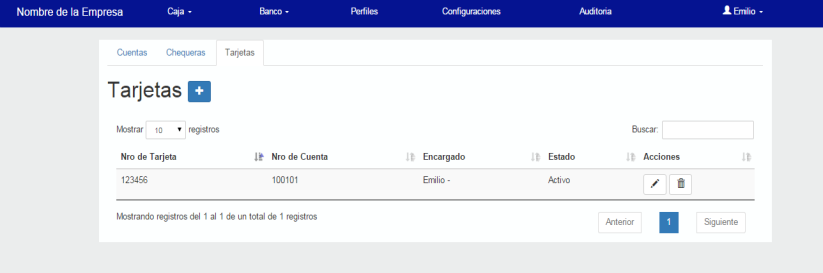 Nombre de la Empresa Caja Banco Perfiles Configuraciones Auditoria Emilio
Cuentas Chequeras Tarjetas
Tarjetas +
Mostrar 10 registros Buscar:
Nro de Tarjeta Nro de Cuenta Encargado Estado Acciones
123456 100101 Emilio - Activo
Mostrando registros del 1 al 1 de un total de 1 registros
Anterior 1 Siguiente